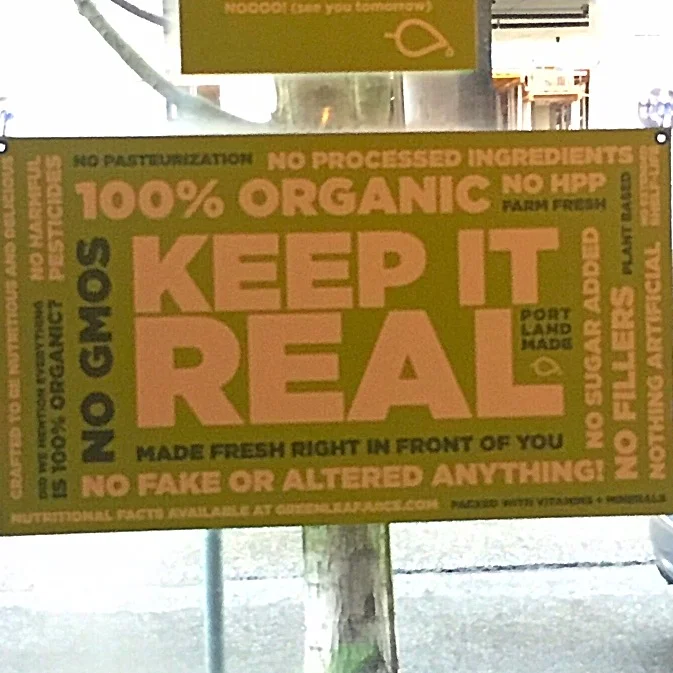 NOOOO! (see you tomorrow)
NO PASTEURIZATION
NO PROCESSED INGREDIENTS
100% ORGANIC
NO HPP
FARM FRESH
KEEP IT
REAL
PORT
LAND
MADE
MADE FRESH RIGHT IN FRONT OF YOU
NO FAKE OR ALTERED ANYTHING!
NUTRITIONAL FACTS AVAILABLE AT GREENLEAFJUICE.COM
PACKED WITH VITAMINS + MINERALS
CRAFTED TO BE NUTRITIOUS AND DELICIOUS
NO HARMFUL
PESTICIDES
DID WE MENTION EVERYTHING
IS 100% ORGANIC?
NO GMOS
NO SUGAR ADDED
PLANT BASED
NO FILLERS
NOTHING ARTIFICIAL
SHELF-LIFE